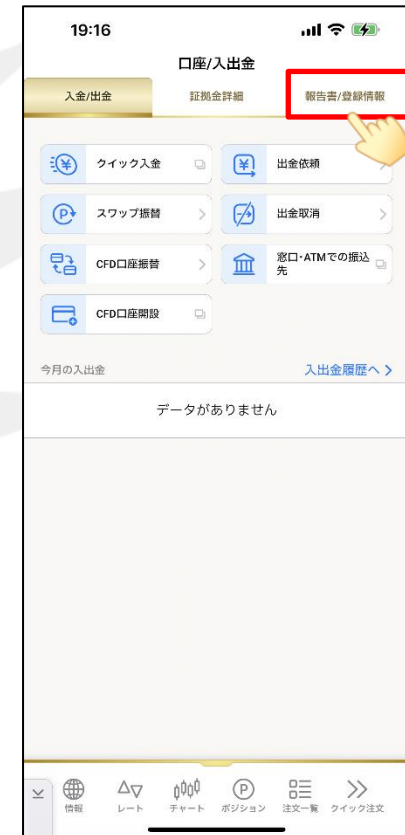 19:16
口座/入出金
入金/出金
証拠金詳細
報告書/登録情報
クイック入金
出金依頼
スワップ振替
出金取消
CFD口座振替
窓口・ATMでの振込
先
CFD口座開設
今月の入出金
入出金履歴へ
データがありません
情報
レート
チャート
ポジション
注文一覧
クイック注文